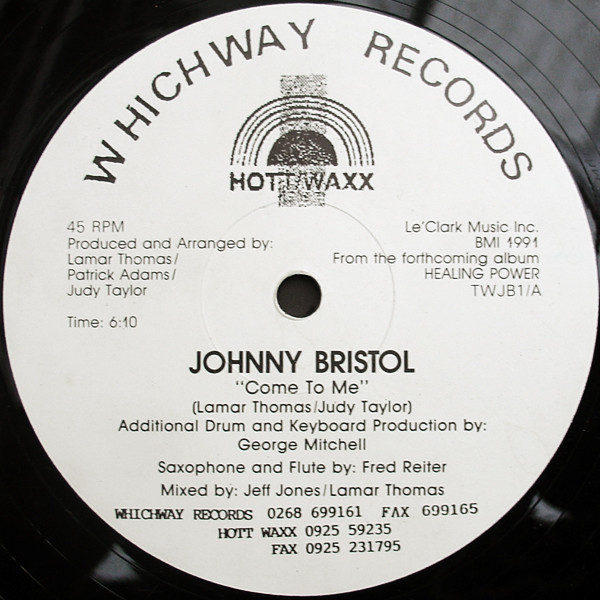 WHICHWAY RECORDS
HOTT WAXX
45 RPM
Produced and Arranged by:
Lamar Thomas/
Patrick Adams/
Judy Taylor
Time: 6:10
Le'Clark Music Inc.
BMI 1991
From the forthcoming album
HEALING POWER
TWJB1/A
JOHNNY BRISTOL
"Come To Me"
(Lamar Thomas/Judy Taylor)
Additional Drum and Keyboard Production by:
George Mitchell
Saxophone and Flute by: Fred Reiter
Mixed by: Jeff Jones/Lamar Thomas
WHICHWAY RECORDS 0268 699161 FAX 699165
HOTT WAXX 0925 59235
FAX 0925 231795